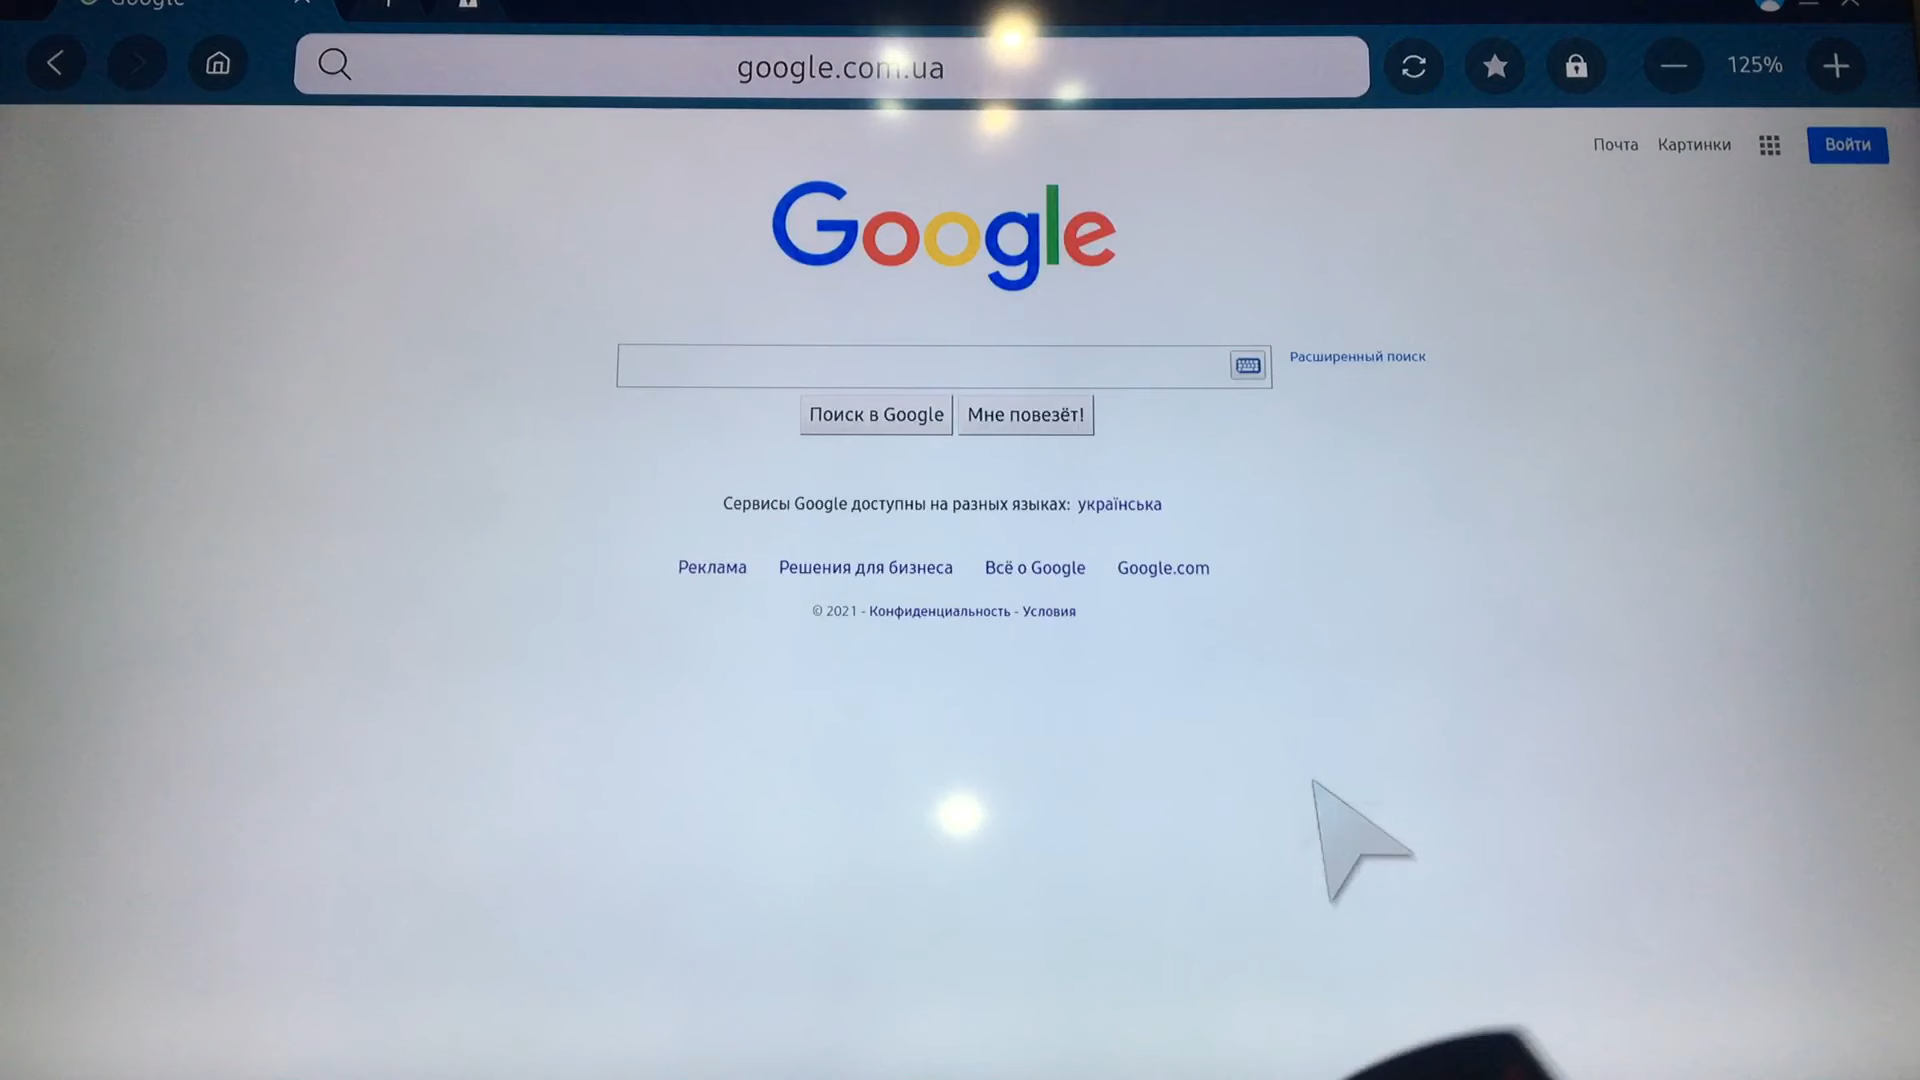 Google
google.com.ua
125%
Почта Картинки Войти
Google
Расширенный поиск
Поиск в Google Мне повезёт!
Сервисы Google доступны на разных языках: українська
Реклама Решения для бизнеса Всё о Google Google.com
© 2021 - Конфиденциальность - Условия